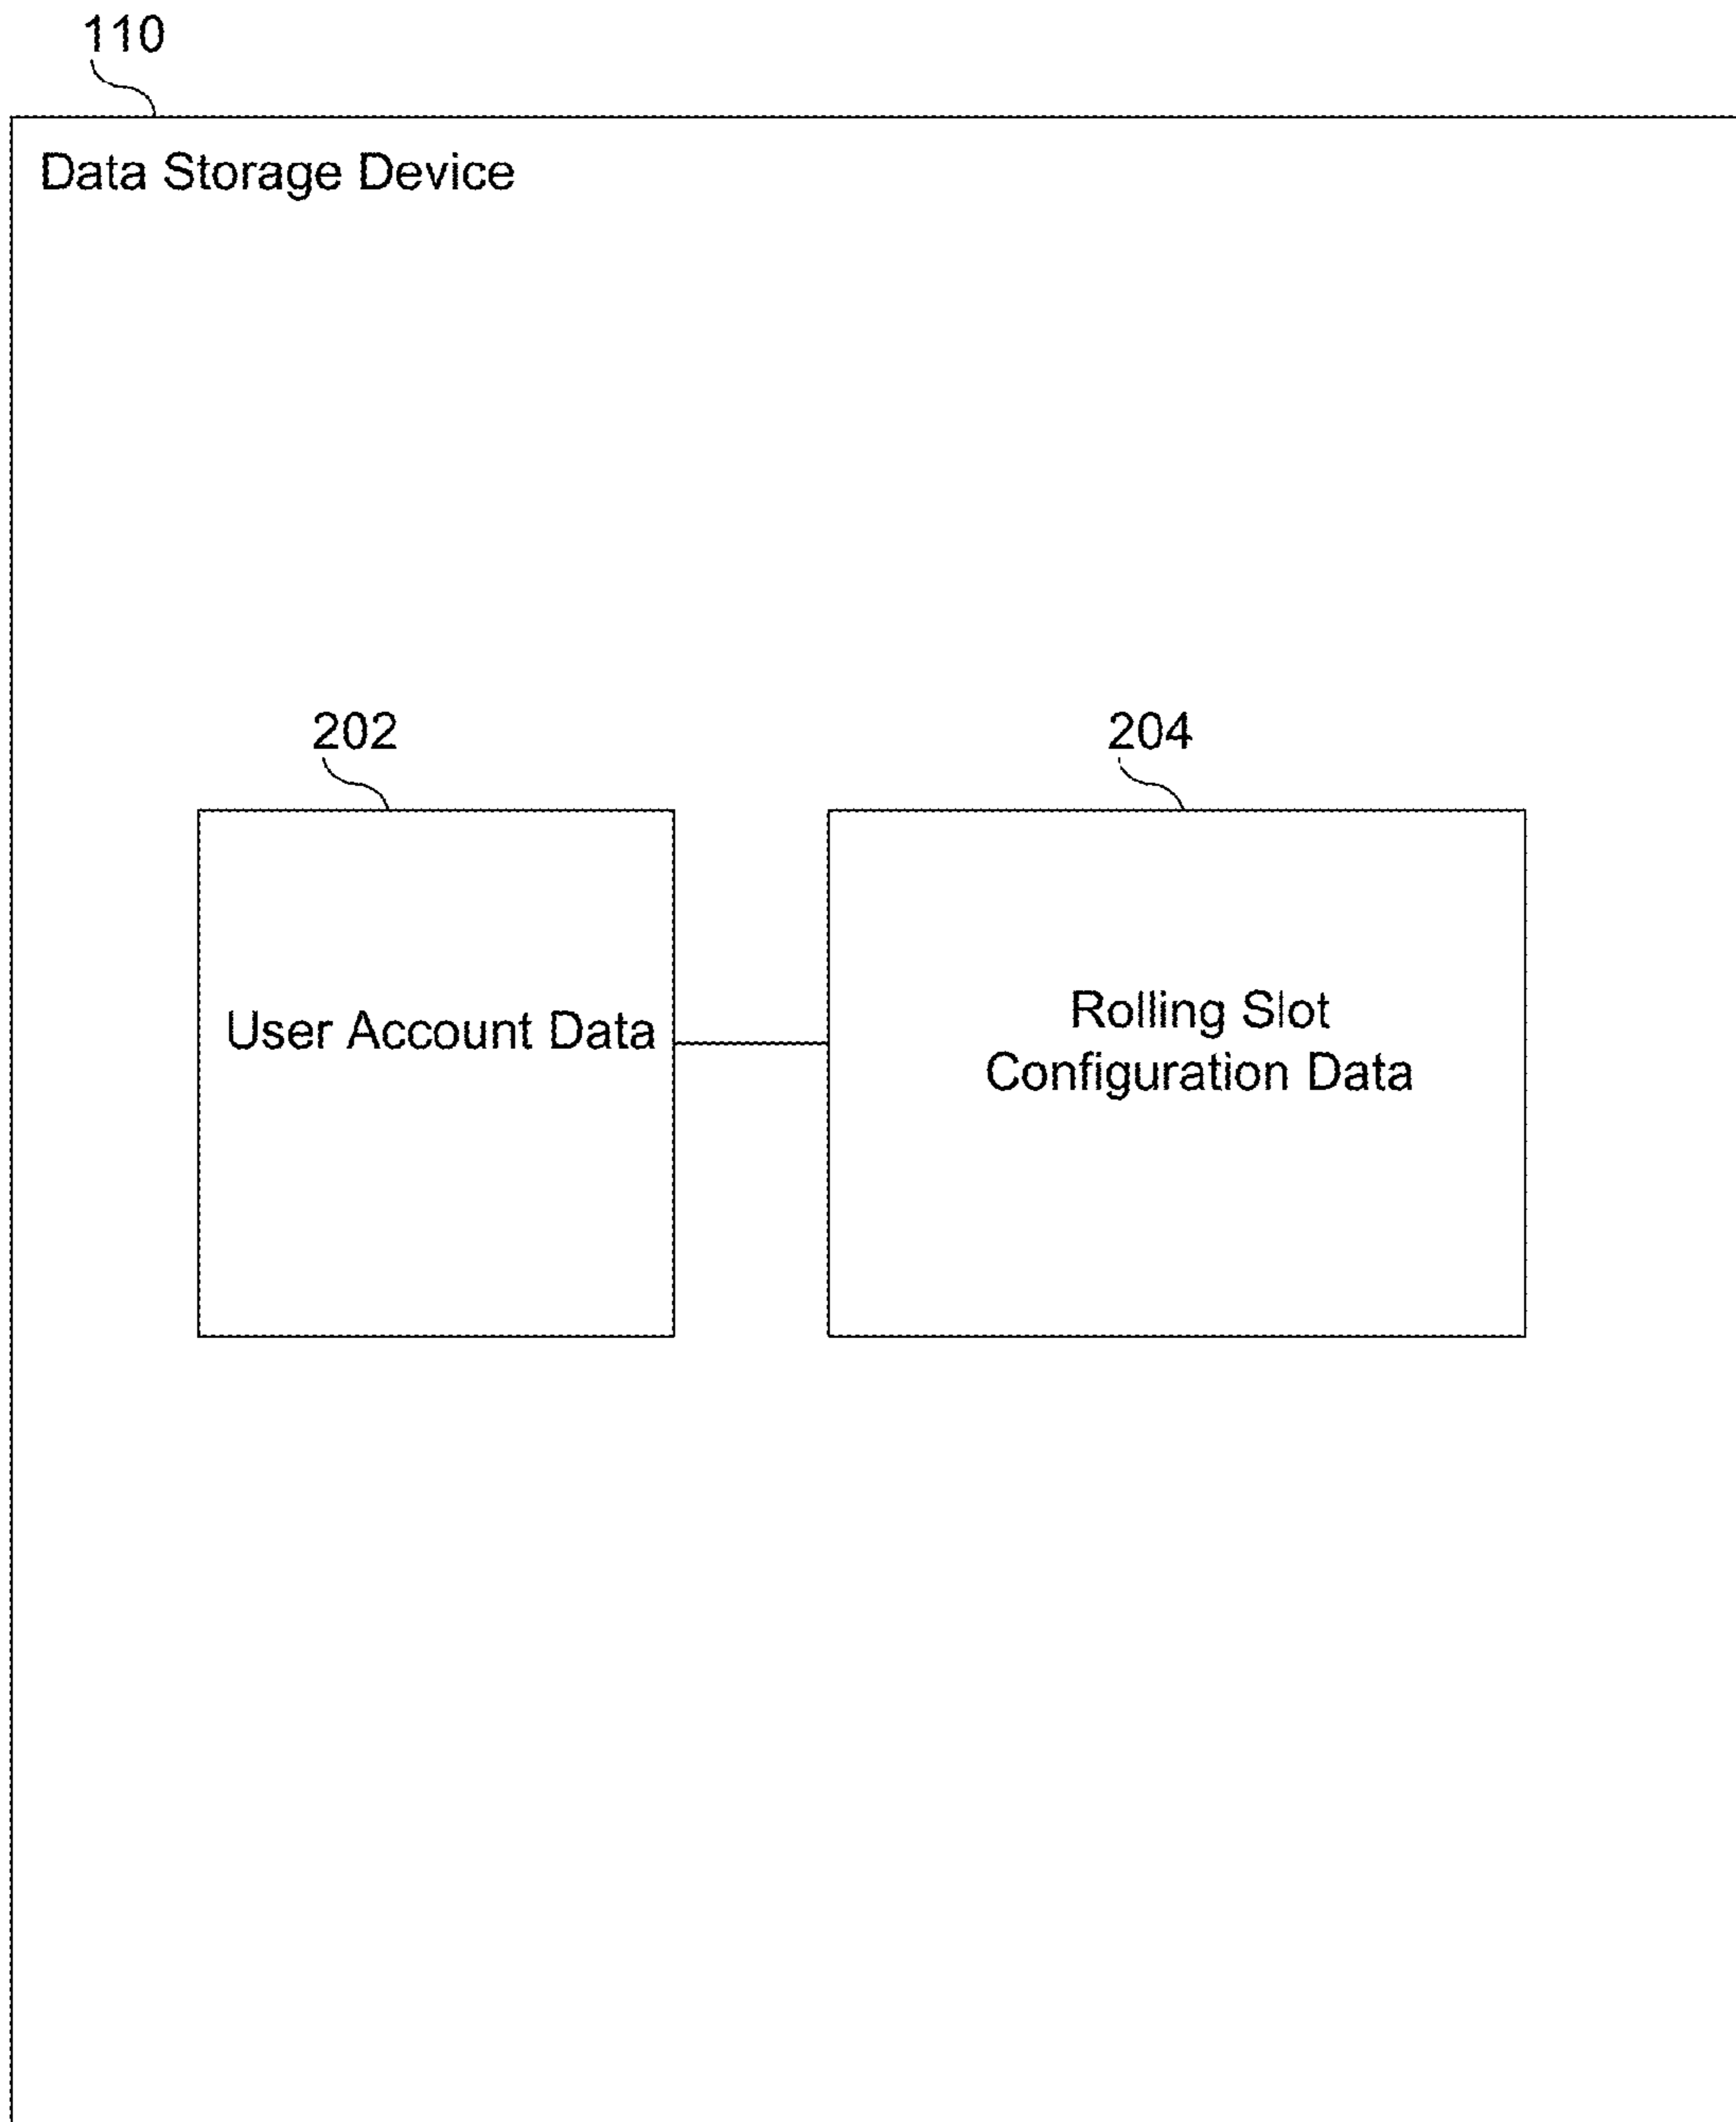 110
Data Storage Device
202
204
User Account Data
Rolling Slot
Configuration Data